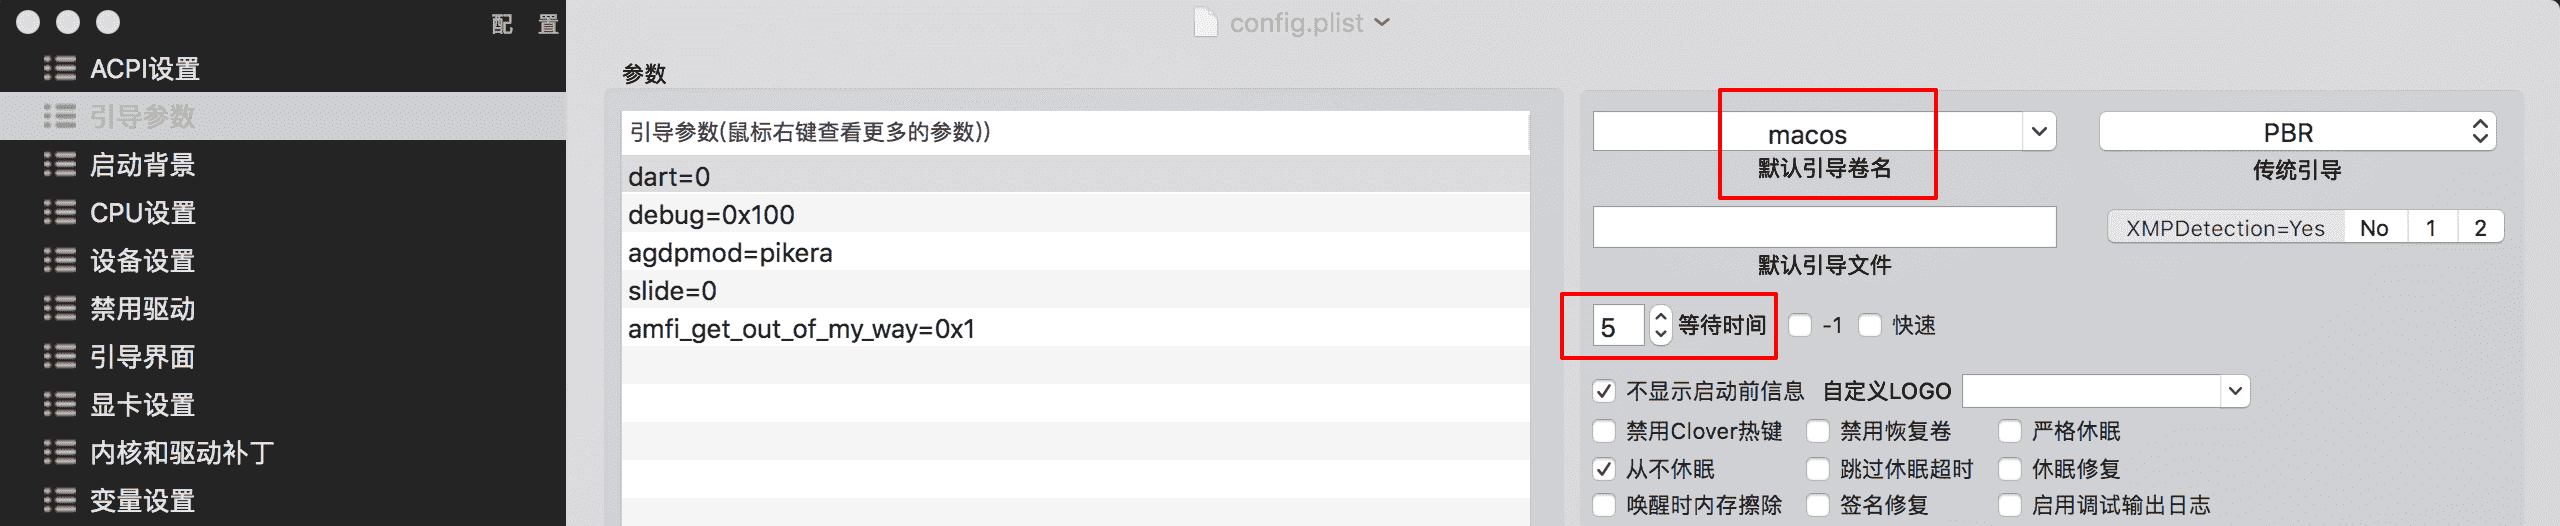 配 置
ACPI设置
引导参数
启动背景
CPU设置
设备设置
禁用驱动
引导界面
显卡设置
内核和驱动补丁
变量设置
config.plist
参数
引导参数(鼠标右键查看更多的参数))
dart=0
debug=0x100
agdpmod=pikera
slide=0
amfi_get_out_of_my_way=0x1
macos
默认引导卷名
PBR
传统引导
默认引导文件
XMPDetection=Yes No 1 2
5 等待时间 -1 快速
不显示启动前信息 自定义LOGO
禁用Clover热键 禁用恢复卷 严格休眠
从不休眠 跳过休眠超时 休眠修复
唤醒时内存擦除 签名修复 启用调试输出日志